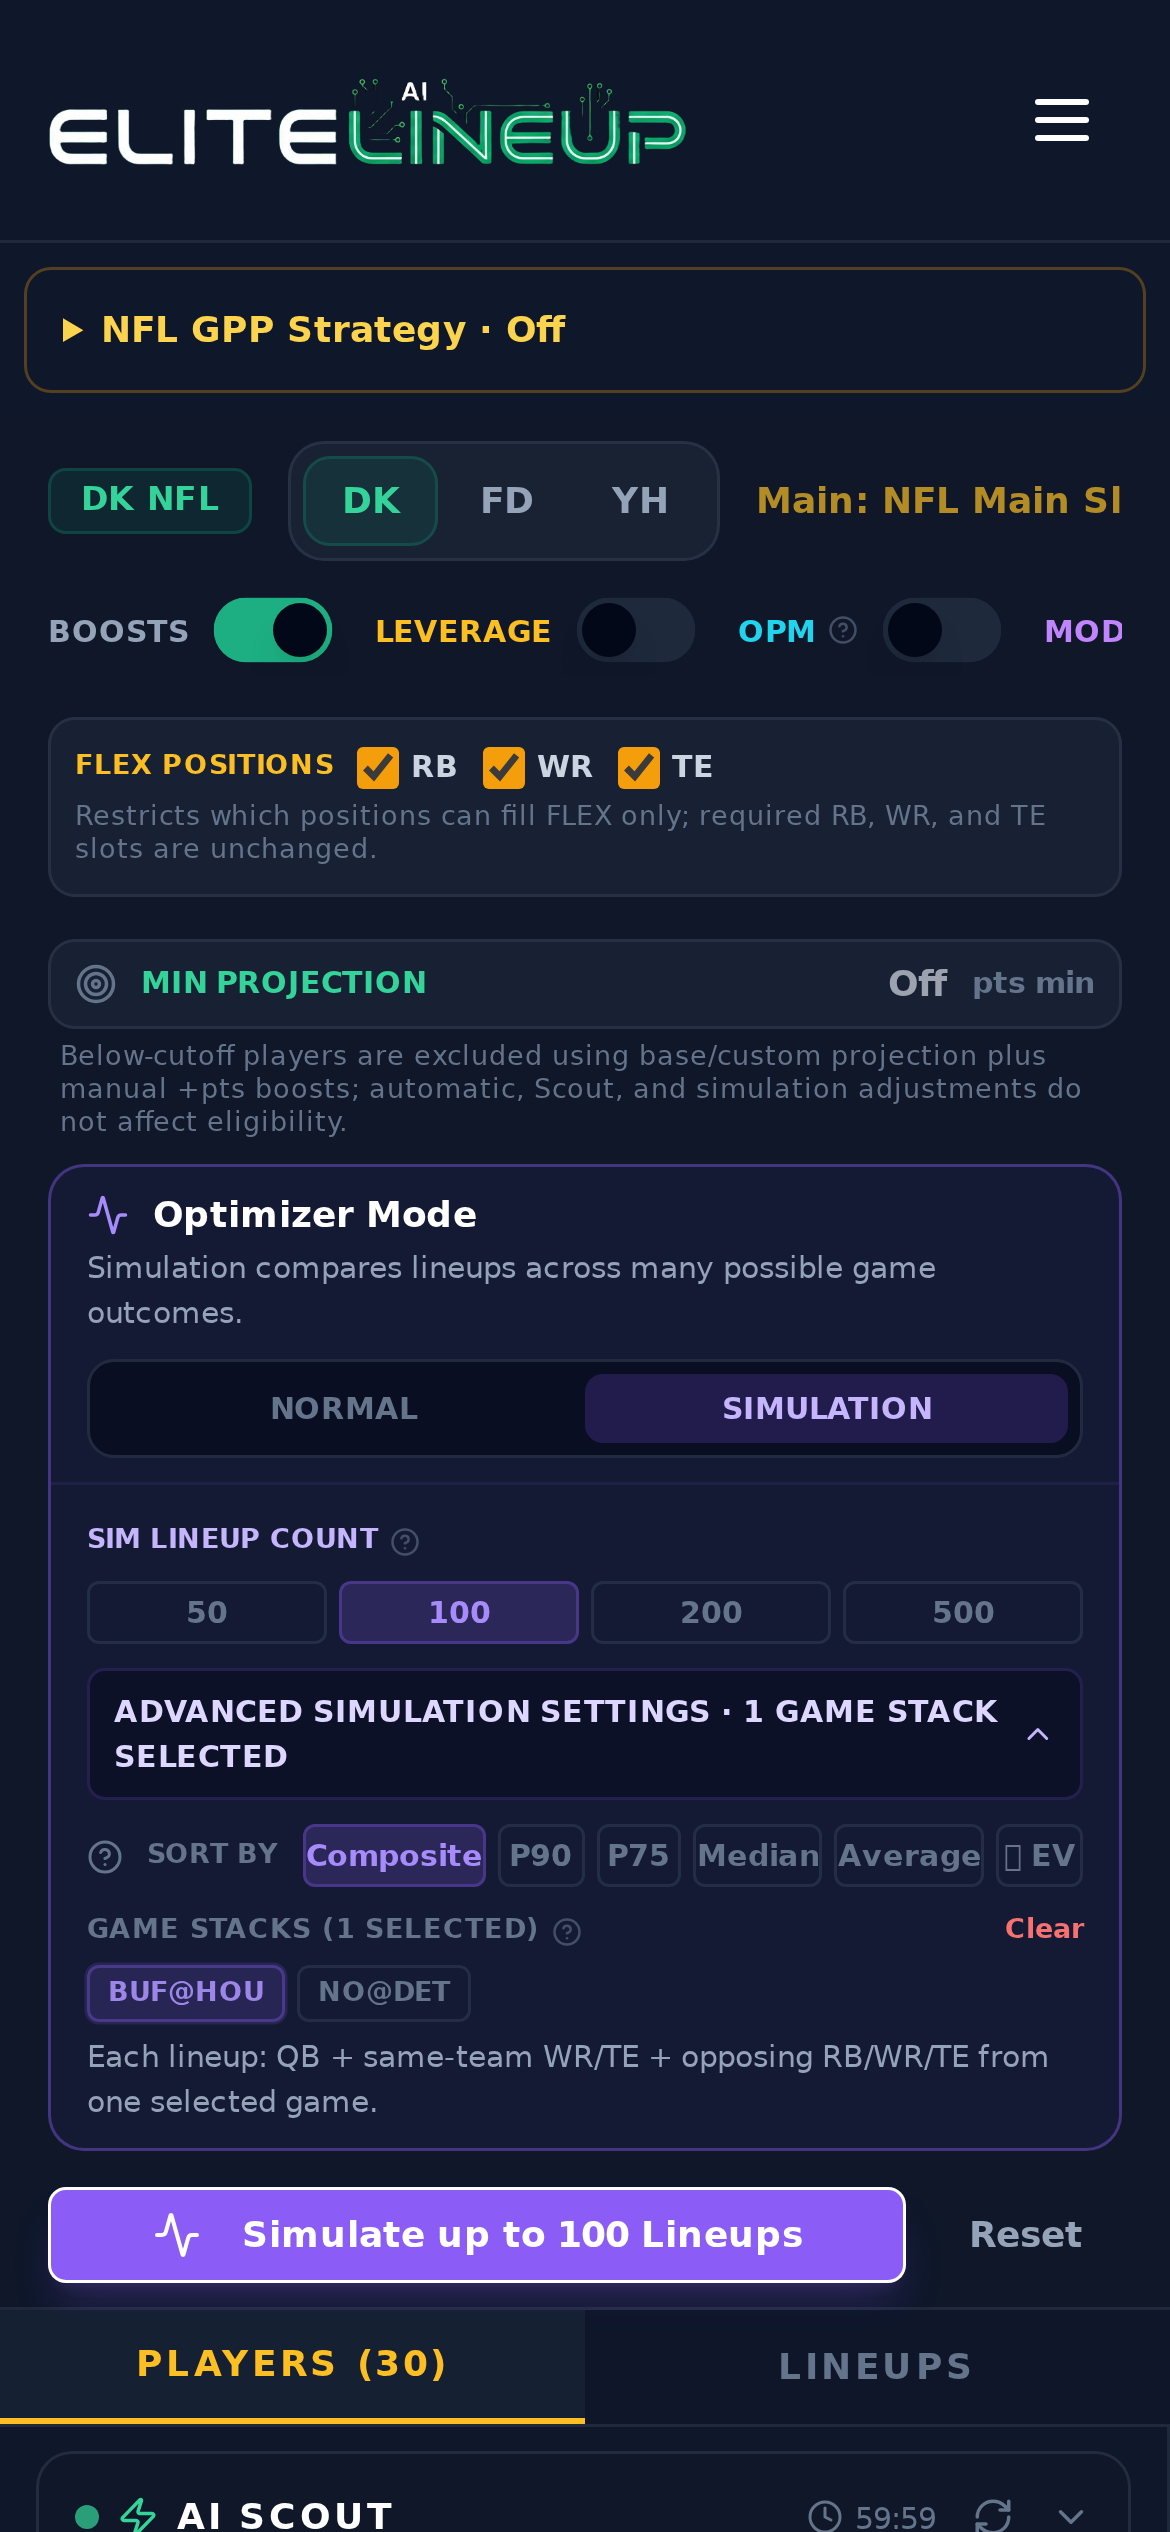 AI
ELITELINEUP
▶ NFL GPP Strategy · Off
DK NFL DK FD YH Main: NFL Main Sl
BOOSTS LEVERAGE OPM MOD
FLEX POSITIONS RB WR TE
Restricts which positions can fill FLEX only; required RB, WR, and TE
slots are unchanged.
MIN PROJECTION Off pts min
Below-cutoff players are excluded using base/custom projection plus
manual +pts boosts; automatic, Scout, and simulation adjustments do
not affect eligibility.
Optimizer Mode
Simulation compares lineups across many possible game
outcomes.
NORMAL SIMULATION
SIM LINEUP COUNT
50 100 200 500
ADVANCED SIMULATION SETTINGS · 1 GAME STACK
SELECTED
SORT BY Composite P90 P75 Median Average EV
GAME STACKS (1 SELECTED) Clear
BUF@HOU NO@DET
Each lineup: QB + same-team WR/TE + opposing RB/WR/TE from
one selected game.
Simulate up to 100 Lineups Reset
PLAYERS (30) LINEUPS
AI SCOUT 59:59